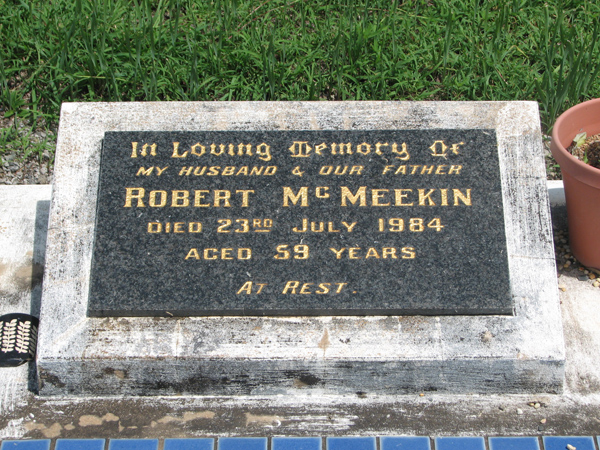 In Loving Memory Of
MY HUSBAND & OUR FATHER
ROBERT McMEEKIN
DIED 23RD JULY 1984
AGED 59 YEARS
AT REST.